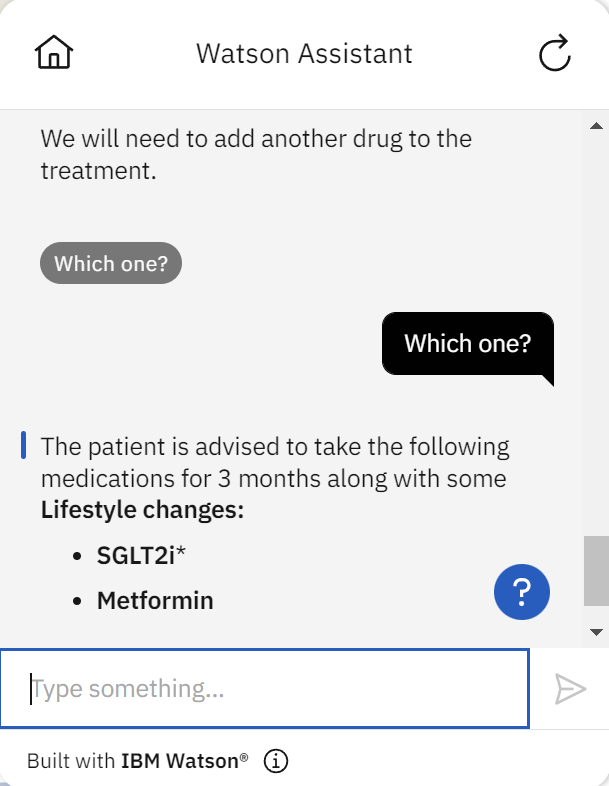 Watson Assistant
We will need to add another drug to the
treatment.
Which one?
Which one?
The patient is advised to take the following
medications for 3 months along with some
Lifestyle changes:
• SGLT2i*
• Metformin
?
Type something...
Built with IBM Watson®